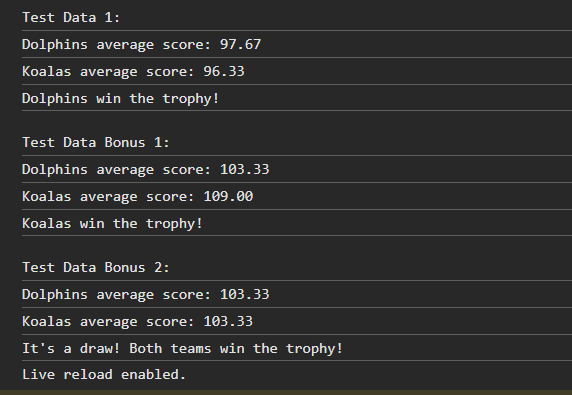 Test Data 1:
Dolphins average score: 97.67
Koalas average score: 96.33
Dolphins win the trophy!
Test Data Bonus 1:
Dolphins average score: 103.33
Koalas average score: 109.00
Koalas win the trophy!
Test Data Bonus 2:
Dolphins average score: 103.33
Koalas average score: 103.33
It's a draw! Both teams win the trophy!
Live reload enabled.